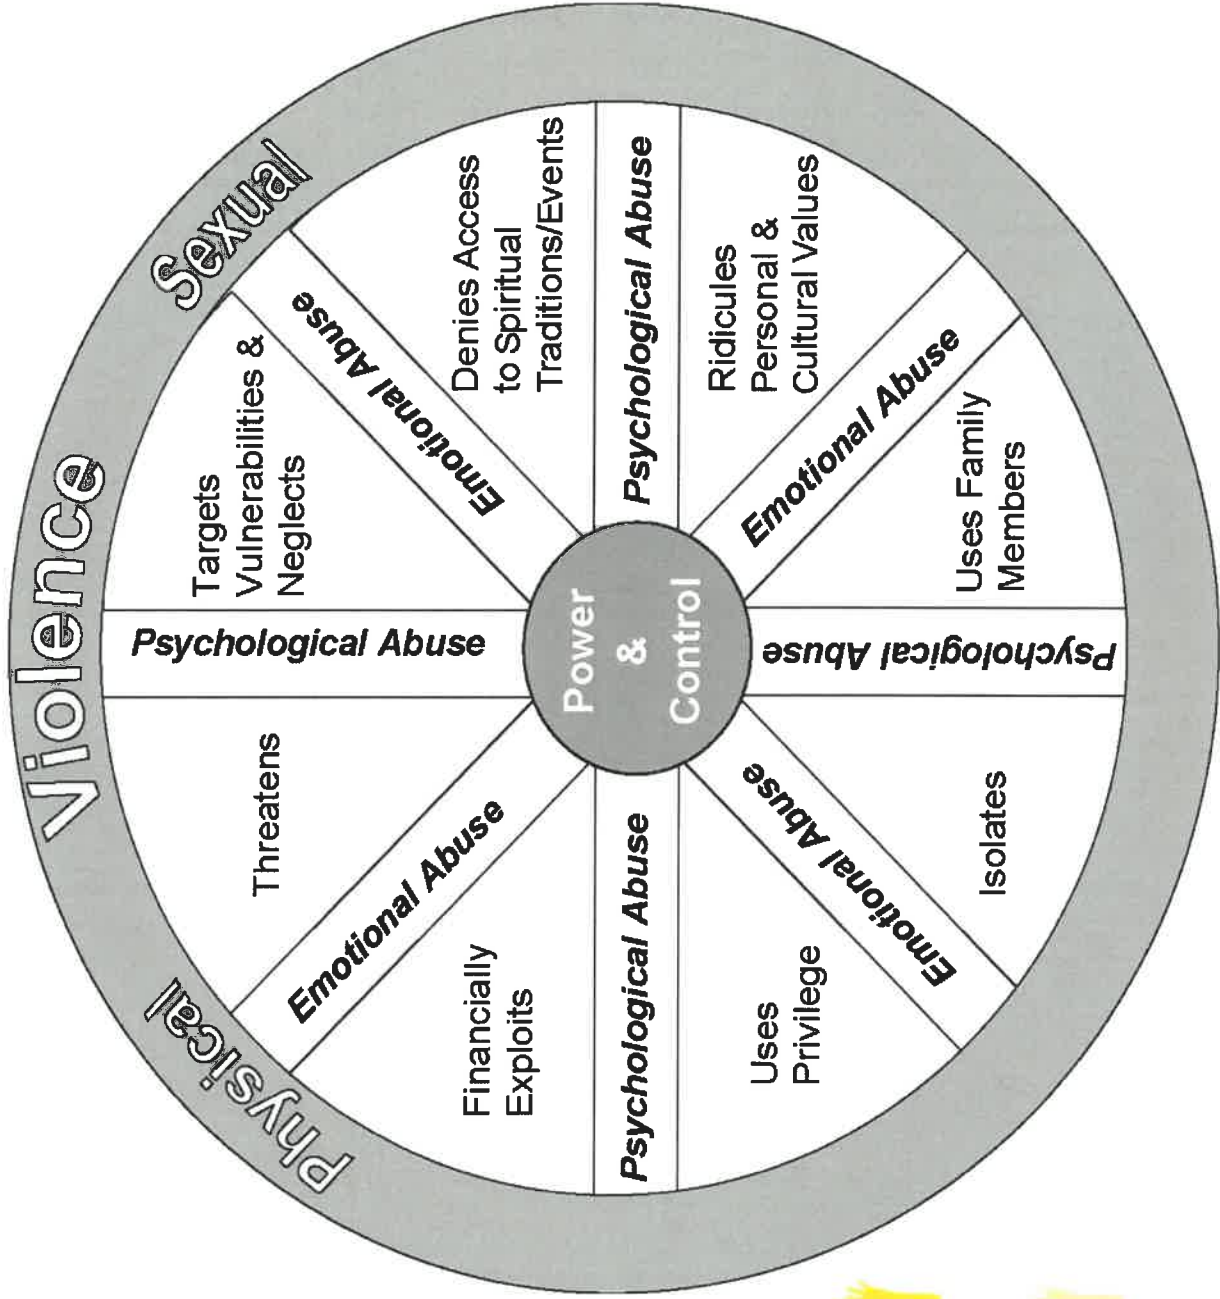 Physical
Violence
Sexual
Power
&
Control
Psychological Abuse
Targets
Vulnerabilities &
Neglects
Emotional Abuse
Denies Access
to Spiritual
Traditions/Events
Psychological Abuse
Ridicules
Personal &
Cultural Values
Emotional Abuse
Uses Family
Members
Psychological Abuse
Isolates
Emotional Abuse
Uses
Privilege
Psychological Abuse
Financially
Exploits
Emotional Abuse
Threatens